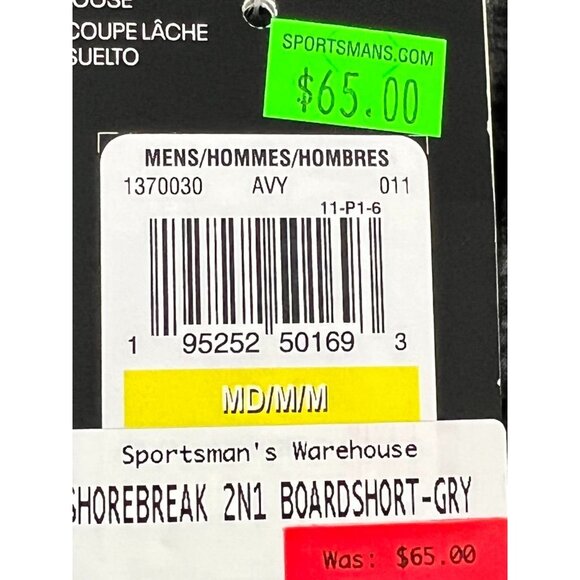 COUPE LÂCHE
SUELTO
SPORTSMANS.COM
$65.00
MENS/HOMMES/HOMBRES
1370030 AVY 011
11-P1-6
1 95252 50169 3
MD/M/M
Sportsman's Warehouse
SHOREBREAK 2N1 BOARDSHORT-GRY
Was: $65.00